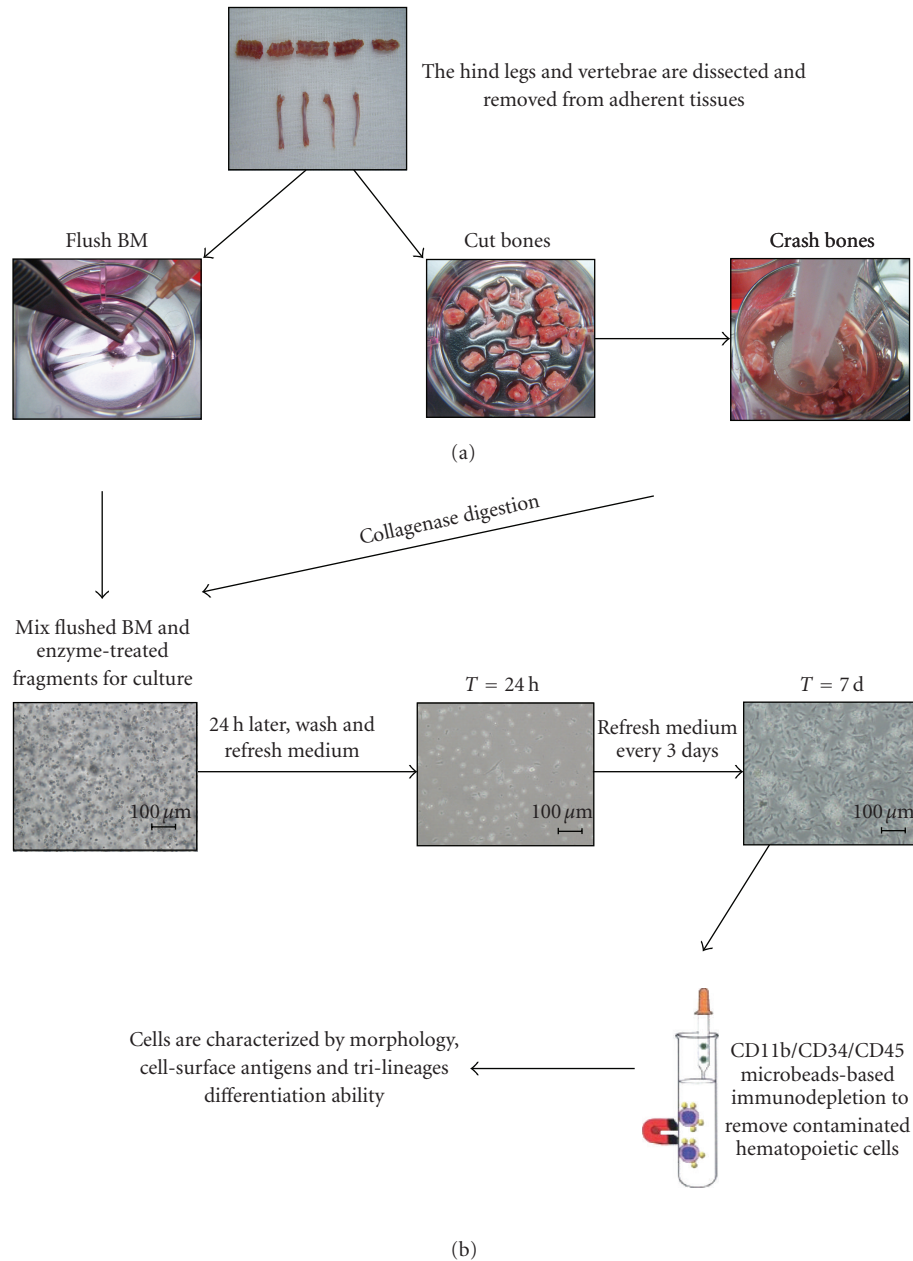 The hind legs and vertebrae are dissected and
removed from adherent tissues
Flush BM
Cut bones
Crash bones
(a)
Collagenase digestion
Mix flushed BM and
enzyme-treated
fragments for culture
24 h later, wash and
refresh medium
T = 24 h
Refresh medium
every 3 days
T = 7 d
100 μm
100 μm
100 μm
CD11b/CD34/CD45
microbeads-based
immunodepletion to
remove contaminated
hematopoietic cells
Cells are characterized by morphology,
cell-surface antigens and tri-lineages
differentiation ability
(b)